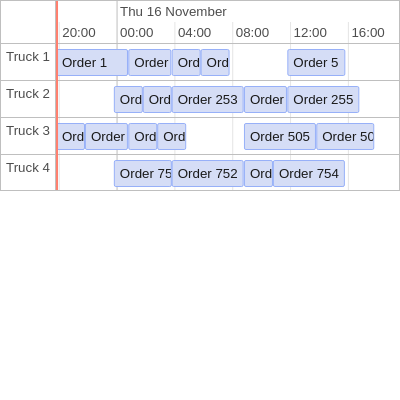 Thu 16 November
20:00 00:00 04:00 08:00 12:00 16:00
Truck 1 Order 1 Order Ord Ord Order 5
Truck 2 Ord Ord Order 253 Order Order 255
Truck 3 Ord Order Ord Ord Order 505 Order 50
Truck 4 Order 75 Order 752 Ord Order 754